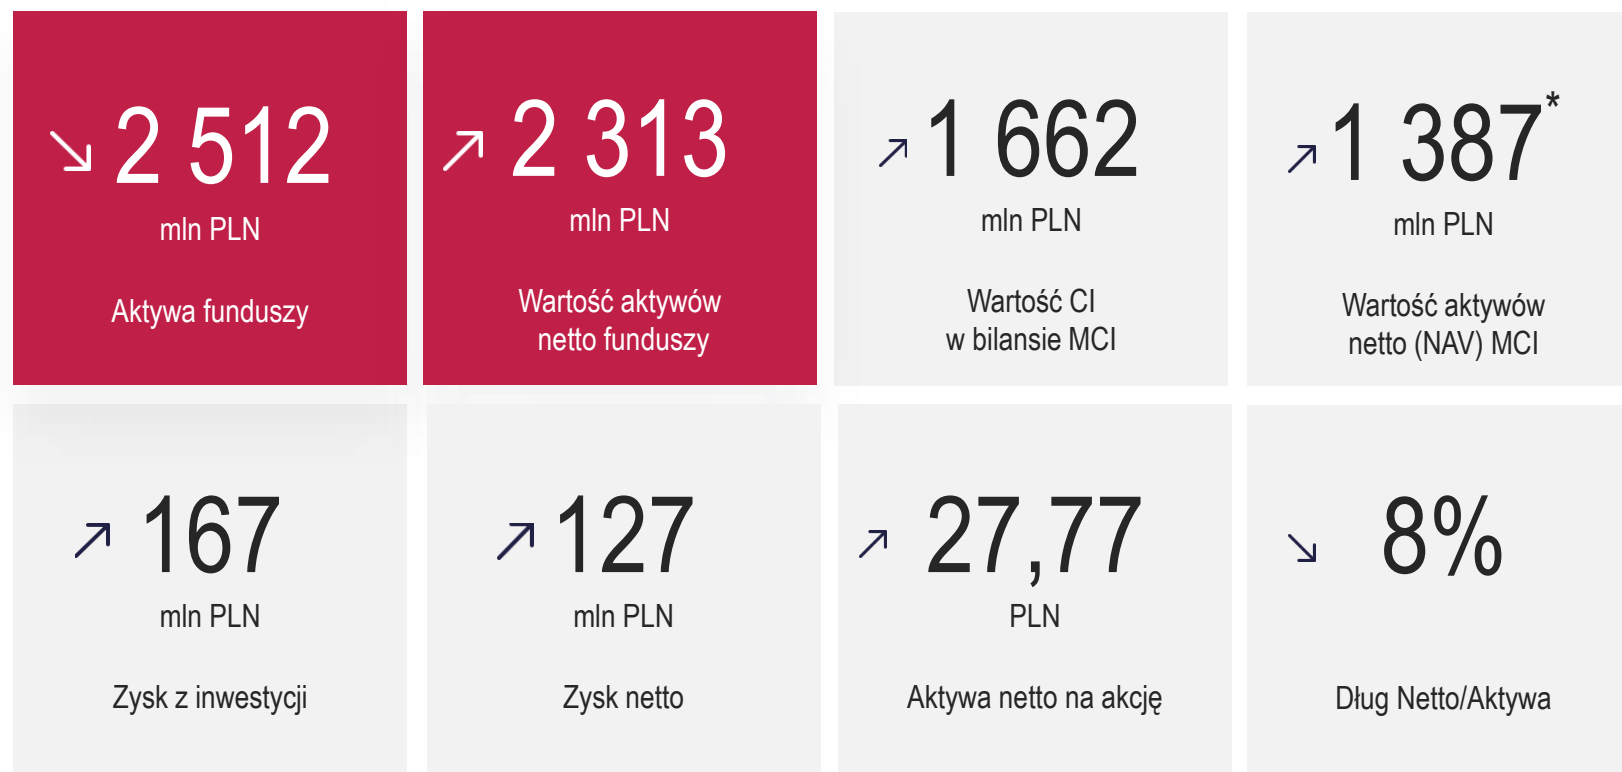 2 512
mln PLN
Aktywa funduszy
2 313
mln PLN
Wartość aktywów
netto funduszy
1 662
mln PLN
Wartość CI
w bilansie MCI
1 387*
mln PLN
Wartość aktywów
netto (NAV) MCI
167
mln PLN
Zysk z inwestycji
127
mln PLN
Zysk netto
27,77
PLN
Aktywa netto na akcję
8%
Dług Netto/Aktywa